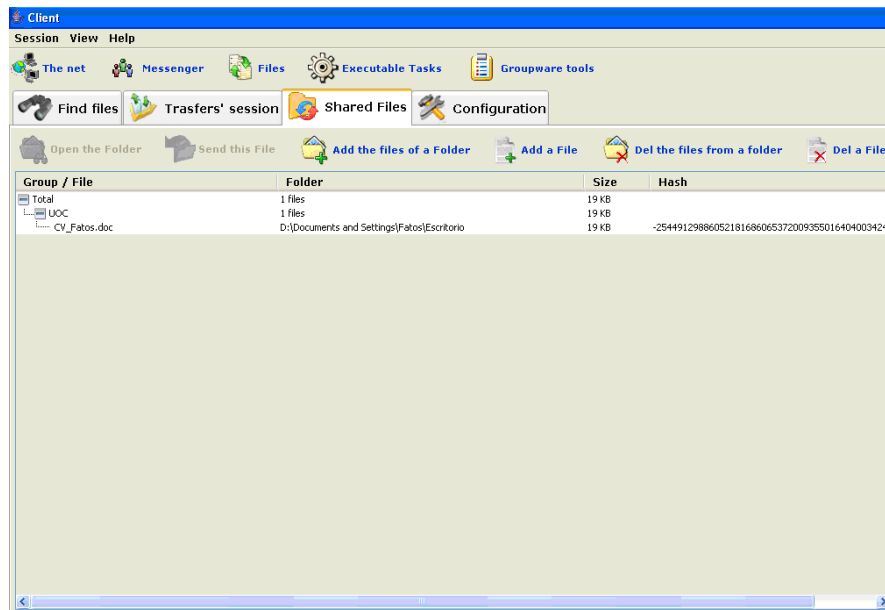 Client
Session View Help
The net Messenger Files Executable Tasks Groupware tools
Find files Trasfers' session Shared Files Configuration
Open the Folder Send this File Add the files of a Folder Add a File Del the files from a folder Del a File
Group / File Folder Size Hash
Total 1 files 19 KB
UOC 1 files 19 KB
CV_Fatos.doc D:\Documents and Settings\Fatos\Escritorio 19 KB -2544912988605218168606537200935501640400342